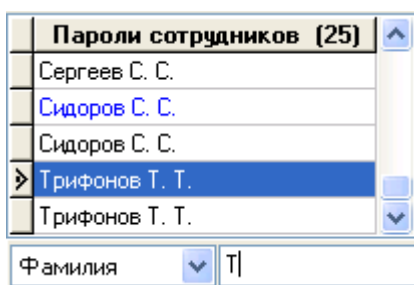 Пароли сотрудников (25)
Сергеев С. С.
Сидоров С. С.
Сидоров С. С.
Трифонов Т. Т.
Трифонов Т. Т.
Фамилия Т